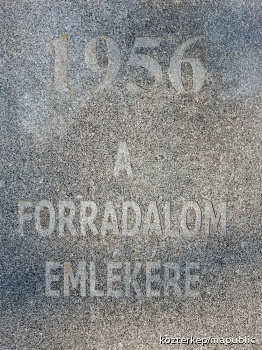 1956
A
FORRADALOM
EMLÉKÉRE
kozterkep/mapublic